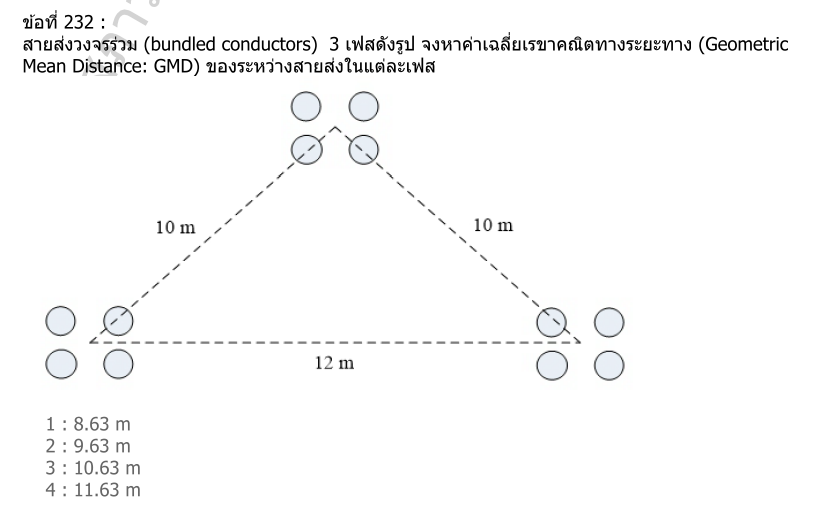 ข้อที่ 232 :
สายส่งวงจรร่วม (bundled conductors) 3 เฟสดังรูป จงหาค่าเฉลี่ยเรขาคณิตทางระยะทาง (Geometric
Mean Distance: GMD) ของระหว่างสายส่งในแต่ละเฟส
10 m
10 m
12 m
1 : 8.63 m
2 : 9.63 m
3 : 10.63 m
4 : 11.63 m